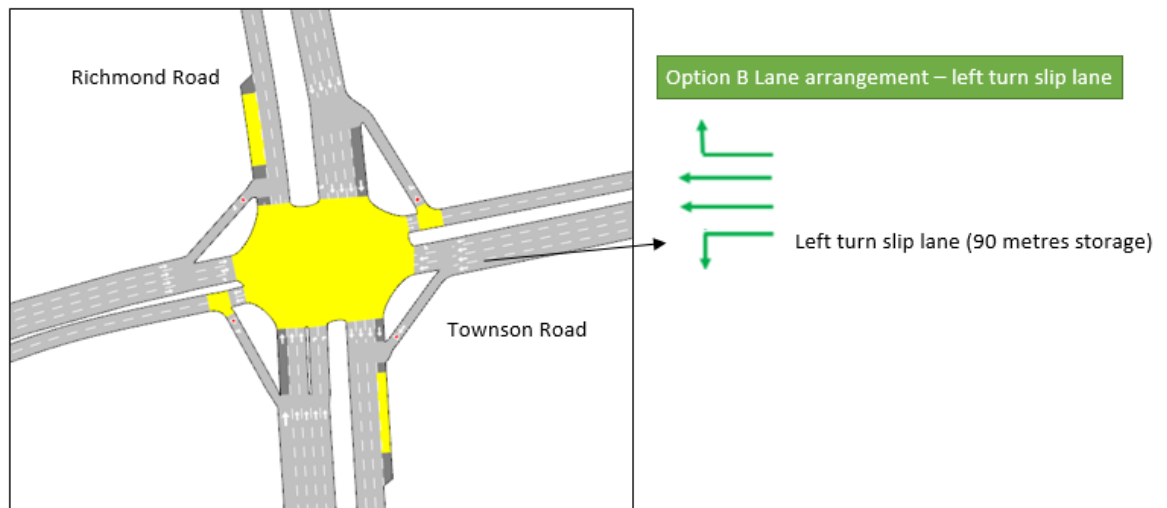 Richmond Road
Option B Lane arrangement – left turn slip lane
Left turn slip lane (90 metres storage)
Townson Road